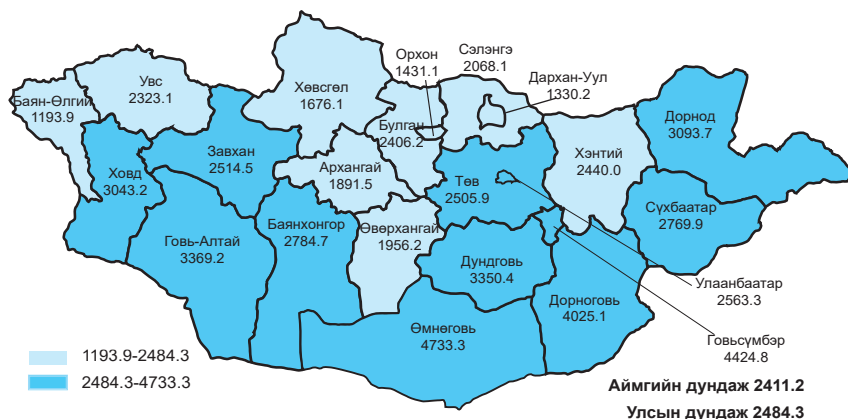 Орхон
1431.1
Сэлэнгэ
2068.1
Дархан-Уул
1330.2
Увс
2323.1
Хөвсгөл
1676.1
Баян-Өлгий
1193.9
Дорнод
3093.7
Булган
2406.2
Завхан
2514.5
Хэнтий
2440.0
Ховд
3043.2
Архангай
1891.5
Төв
2505.9
Сүхбаатар
2769.9
Говь-Алтай
3369.2
Баянхонгор
2784.7
Өверхангай
1956.2
Дундговь
3350.4
Улаанбаатар
2563.3
Дорноговь
4025.1
Өмнөговь
4733.3
Говьсүмбэр
4424.8
1193.9-2484.3
2484.3-4733.3
Аймгийн дундаж 2411.2
Улсын дундаж 2484.3